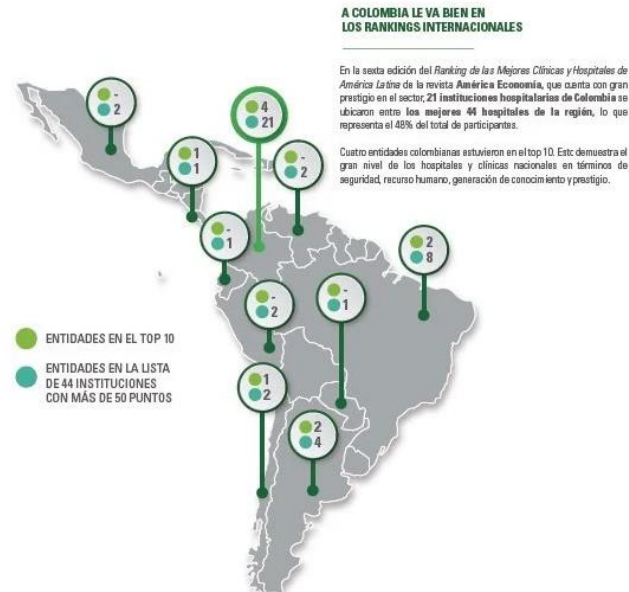 A COLOMBIA LE VA BIEN EN
LOS RANKINGS INTERNACIONALES
En la sexta edición del Ranking de las Mejores Clínicas y Hospitales de
América Latina de la revista América Economía, que cuenta con gran
prestigio en el sector, 21 instituciones hospitalarias de Colombia se
ubicaron entre los mejores 44 hospitales de la región, lo que
representa el 48% del total de participantes.
Cuatro entidades colombianas estuvieron en el top 10. Esto demuestra el
gran nivel de los hospitales y clínicas nacionales en términos de
seguridad, recurso humano, generación de conocimiento y prestigio.
-
2
4
21
1
1
-
2
-
1
2
8
-
2
-
1
1
2
2
4
ENTIDADES EN EL TOP 10
ENTIDADES EN LA LISTA
DE 44 INSTITUCIONES
CON MÁS DE 50 PUNTOS